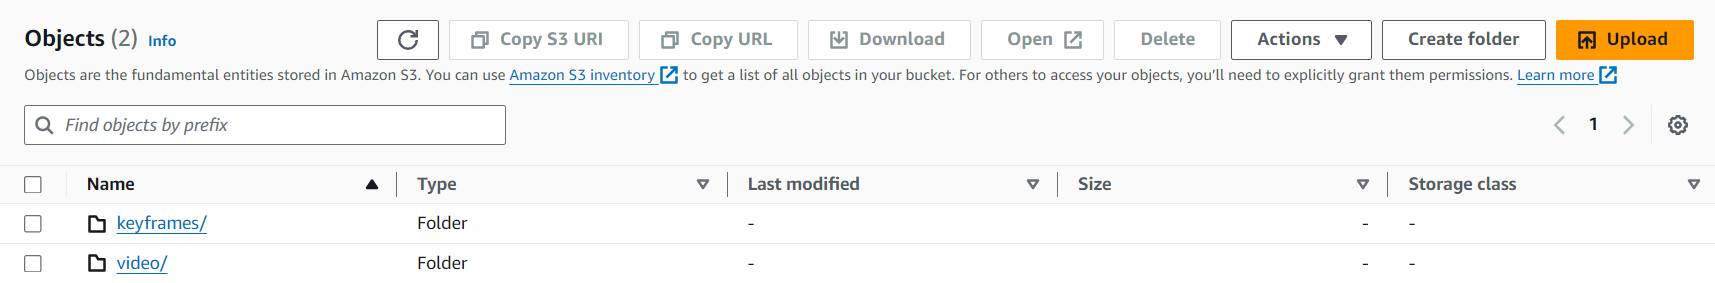 Objects (2) Info Copy S3 URI Copy URL Download Open Delete Actions Create folder Upload
Objects are the fundamental entities stored in Amazon S3. You can use Amazon S3 inventory to get a list of all objects in your bucket. For others to access your objects, you’ll need to explicitly grant them permissions. Learn more
Find objects by prefix 1
Name Type Last modified Size Storage class
keyframes/ Folder - - -
video/ Folder - - -